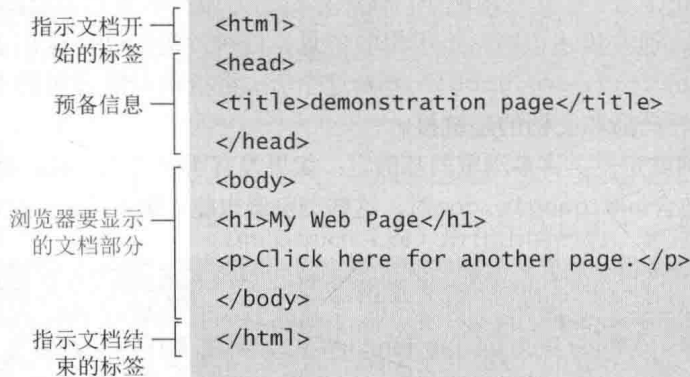 指示文档开
始的标签
<html>
<head>
预备信息
<title>demonstration page</title>
</head>
<body>
浏览器要显示
的文档部分
<h1>My Web Page</h1>
<p>Click here for another page.</p>
</body>
指示文档结
束的标签
</html>